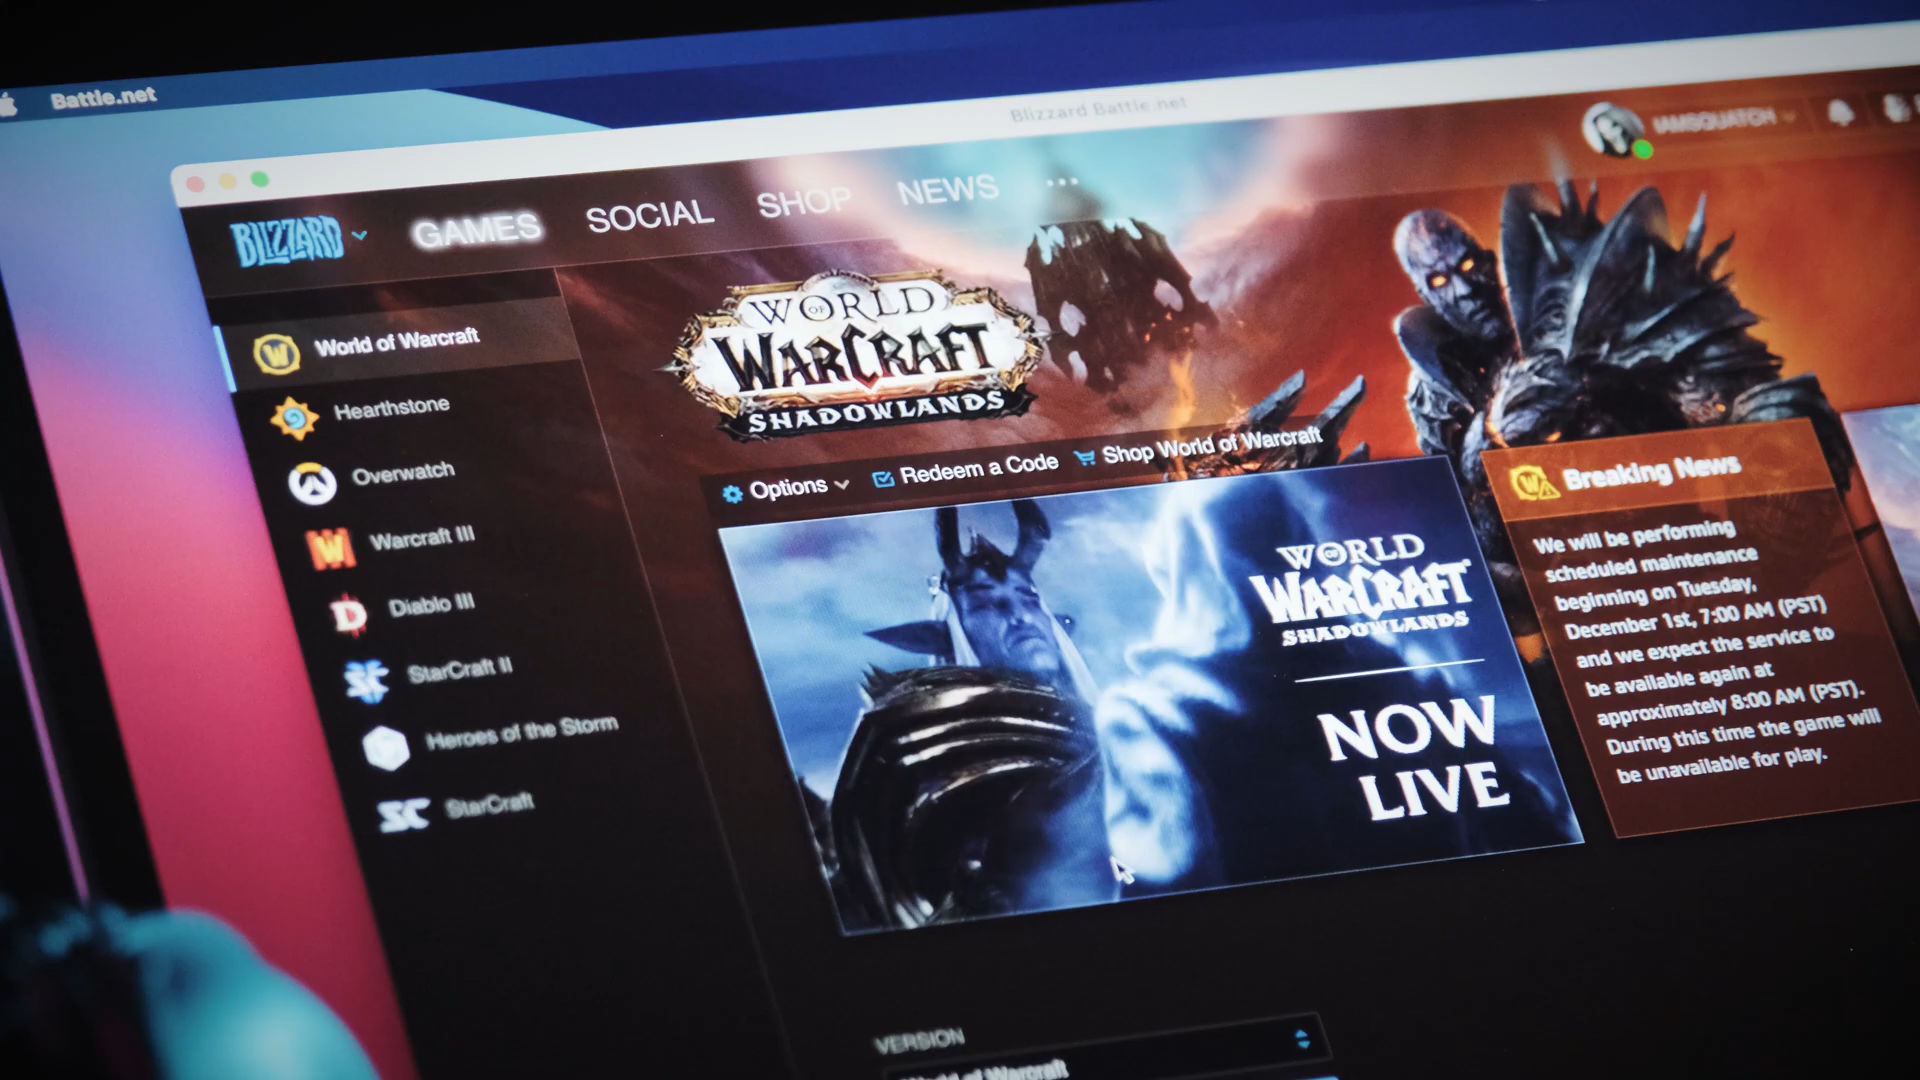 Battle.net
Blizzard Battle.net
IAMSQUATCH
BLIZZARD
GAMES
SOCIAL
SHOP
NEWS
World of Warcraft
Hearthstone
Overwatch
Warcraft III
Diablo III
StarCraft II
Heroes of the Storm
StarCraft
WORLD
OF
WARCRAFT
SHADOWLANDS
Options
Redeem a Code
Shop World of Warcraft
WORLD
OF
WARCRAFT
SHADOWLANDS
NOW
LIVE
Breaking News
We will be performing
scheduled maintenance
beginning on Tuesday,
December 1st, 7:00 AM (PST)
and we expect the service to
be available again at
approximately 8:00 AM (PST).
During this time the game will
be unavailable for play.
VERSION
World of Warcraft